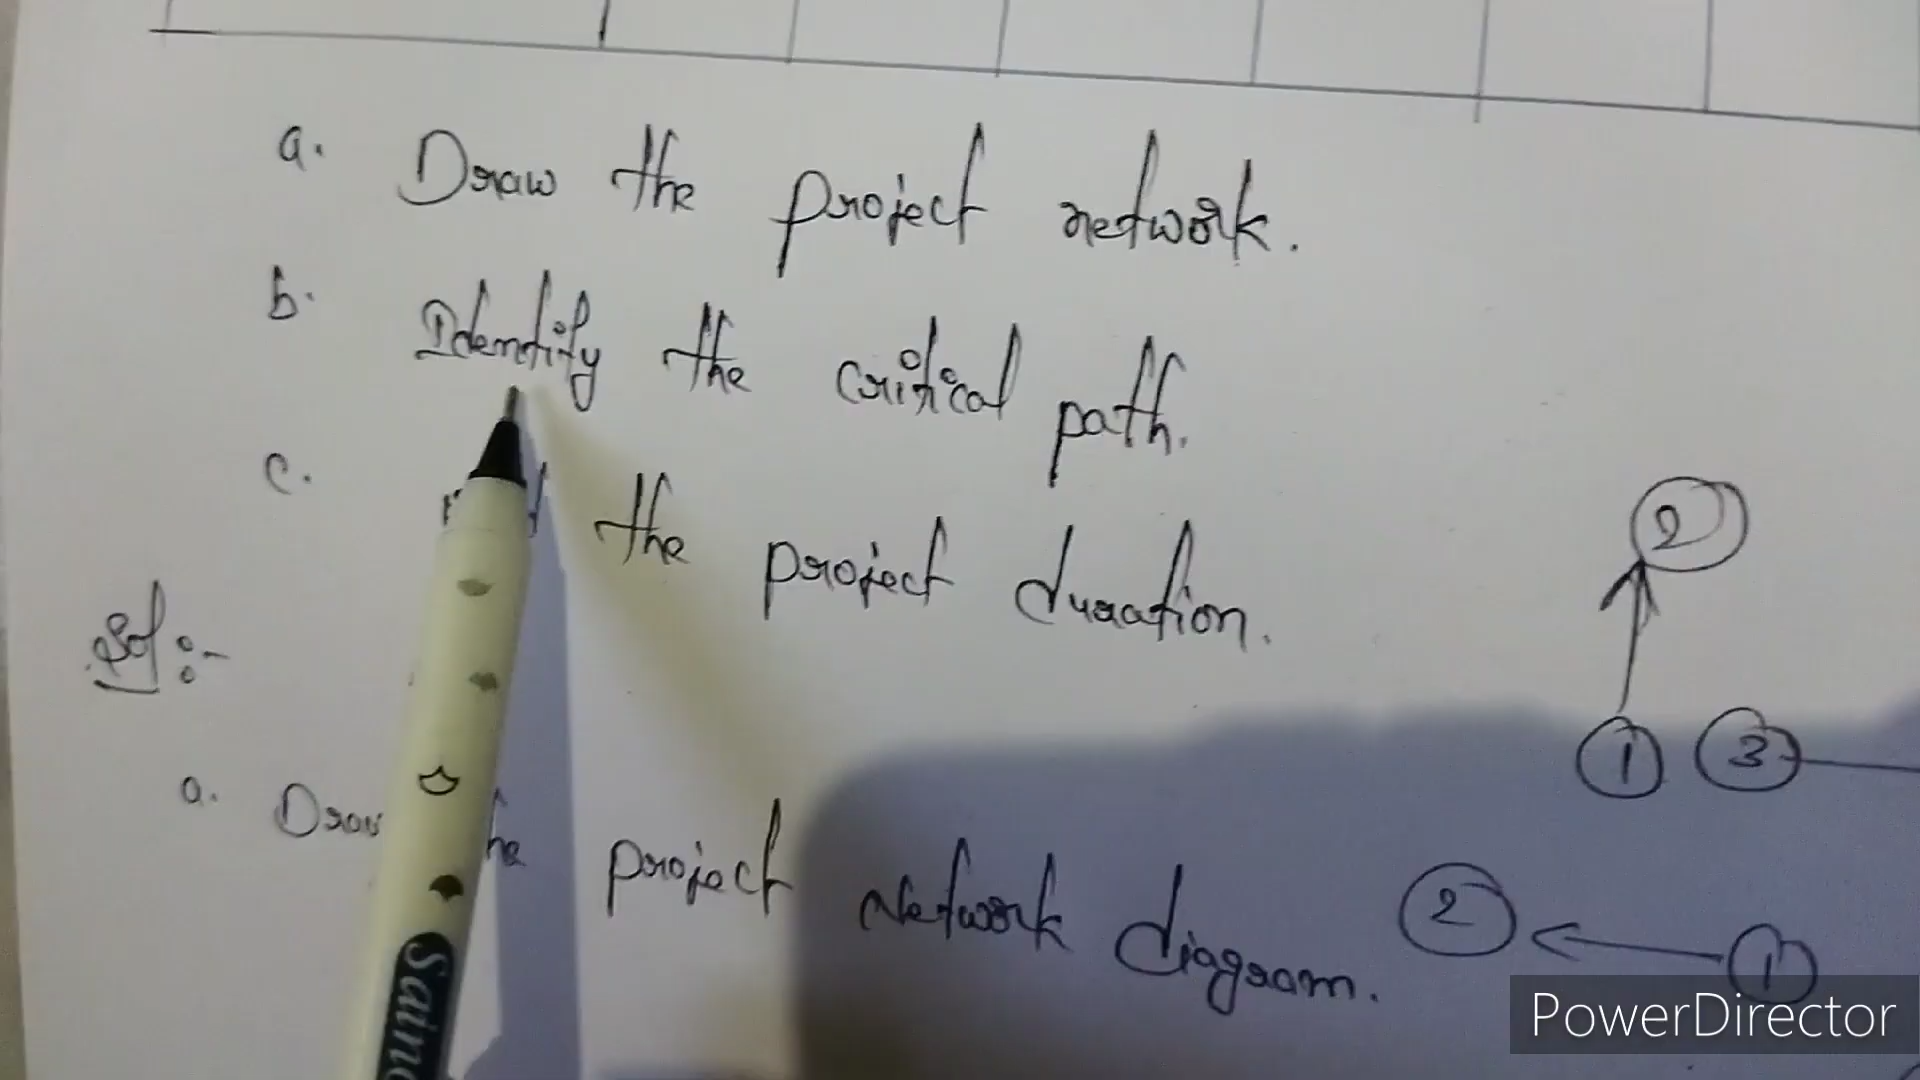 a. Draw the project network.
b. Identify the critical path.
c. the project duration.
Sol:-
a. Draw the project Network diagram.
2
1 3
2 1
Saino
PowerDirector